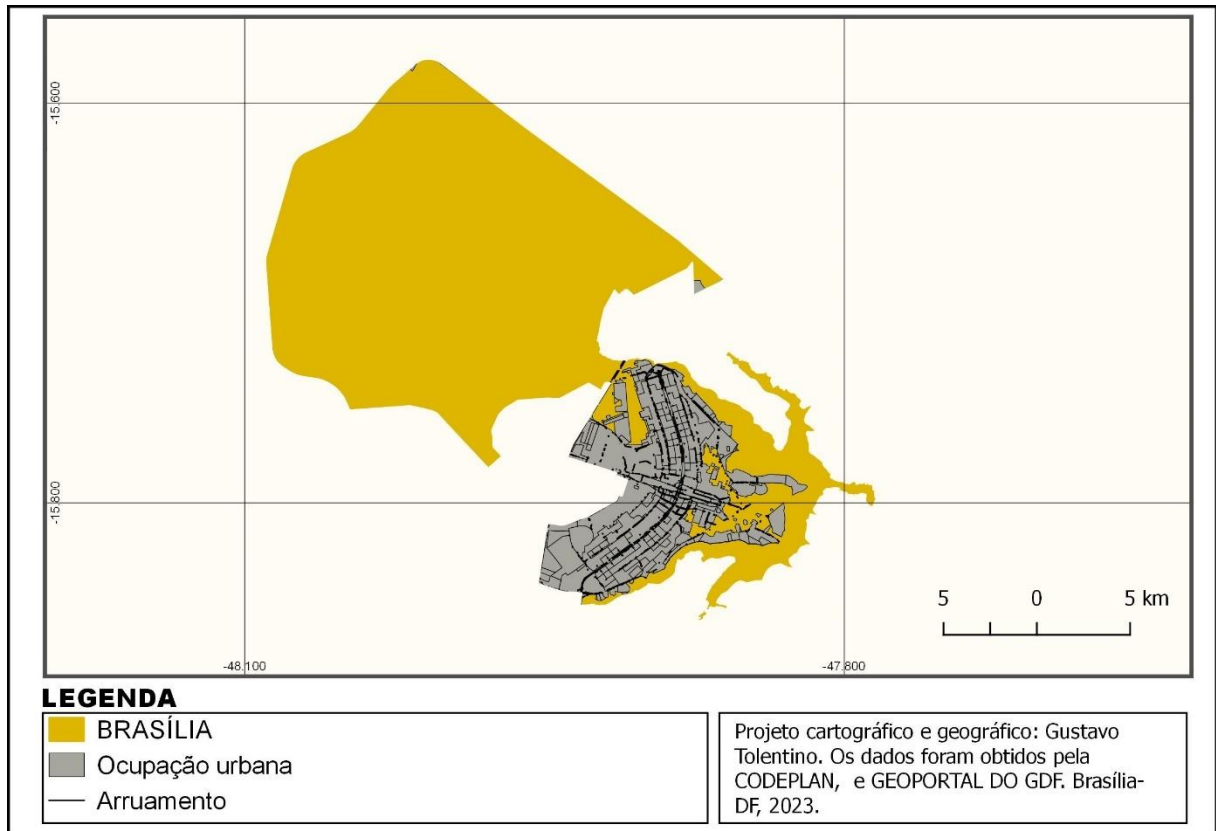 -15.600
-15.800
5 0 5 km
-48.100 -47.800
LEGENDA
BRASÍLIA
Ocupação urbana
Arruamento
Projeto cartográfico e geográfico: Gustavo
Tolentino. Os dados foram obtidos pela
CODEPLAN, e GEOPORTAL DO GDF. Brasília-
DF, 2023.